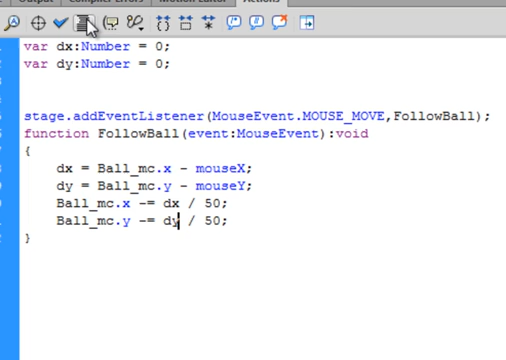 Compiler Errors
Motion Editor
Actions
var dx:Number = 0;
var dy:Number = 0;
stage.addEventListener(MouseEvent.MOUSE_MOVE,FollowBall);
function FollowBall(event:MouseEvent):void
{
dx = Ball_mc.x - mouseX;
dy = Ball_mc.y - mouseY;
Ball_mc.x -= dx / 50;
Ball_mc.y -= dy / 50;
}